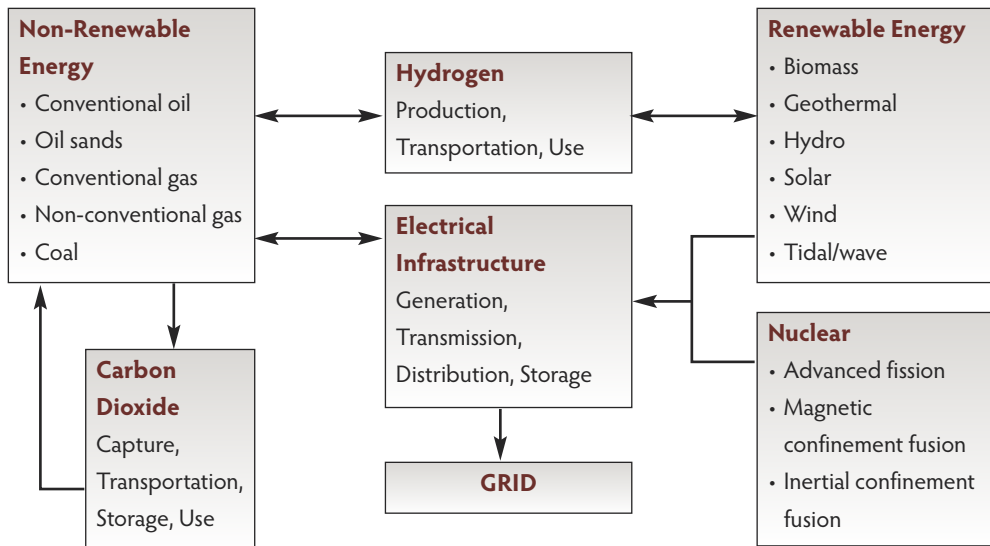 Non-Renewable
Energy
• Conventional oil
• Oil sands
• Conventional gas
• Non-conventional gas
• Coal
Carbon
Dioxide
Capture,
Transportation,
Storage, Use
Hydrogen
Production,
Transportation, Use
Electrical
Infrastructure
Generation,
Transmission,
Distribution, Storage
GRID
Renewable Energy
• Biomass
• Geothermal
• Hydro
• Solar
• Wind
• Tidal/wave
Nuclear
• Advanced fission
• Magnetic
confinement fusion
• Inertial confinement
fusion